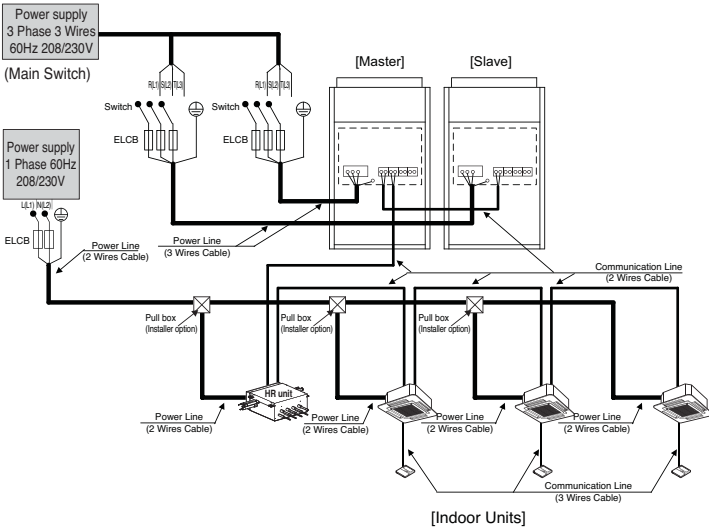 Power supply
3 Phase 3 Wires
60Hz 208/230V
(Main Switch)
[Master]
[Slave]
R(L1) S(L2) T(L3)
R(L1) S(L2) T(L3)
Switch
Switch
ELCB
ELCB
Power supply
1 Phase 60Hz
208/230V
L(L1) N(L2)
ELCB
Power Line
(2 Wires Cable)
Power Line
(3 Wires Cable)
Communication Line
(2 Wires Cable)
Pull box
(Installer option)
Pull box
(Installer option)
Pull box
(Installer option)
HR unit
Power Line
(2 Wires Cable)
Power Line
(2 Wires Cable)
Power Line
(2 Wires Cable)
Power Line
(2 Wires Cable)
Communication Line
(3 Wires Cable)
[Indoor Units]